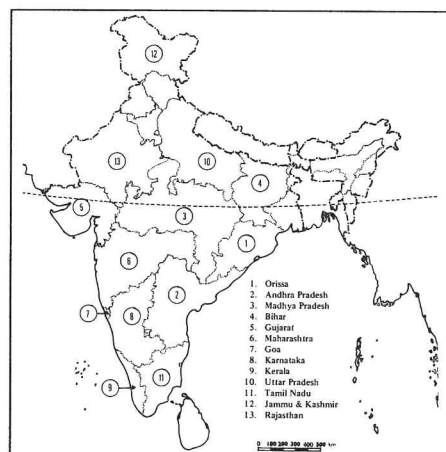 12
13
10
4
5
3
1
6
2
7
8
11
9
1. Orissa
2. Andhra Pradesh
3. Madhya Pradesh
4. Bihar
5. Gujarat
6. Maharashtra
7. Goa
8. Karnataka
9. Kerala
10. Uttar Pradesh
11. Tamil Nadu
12. Jammu & Kashmir
13. Rajasthan
0 100 200 300 400 500 km